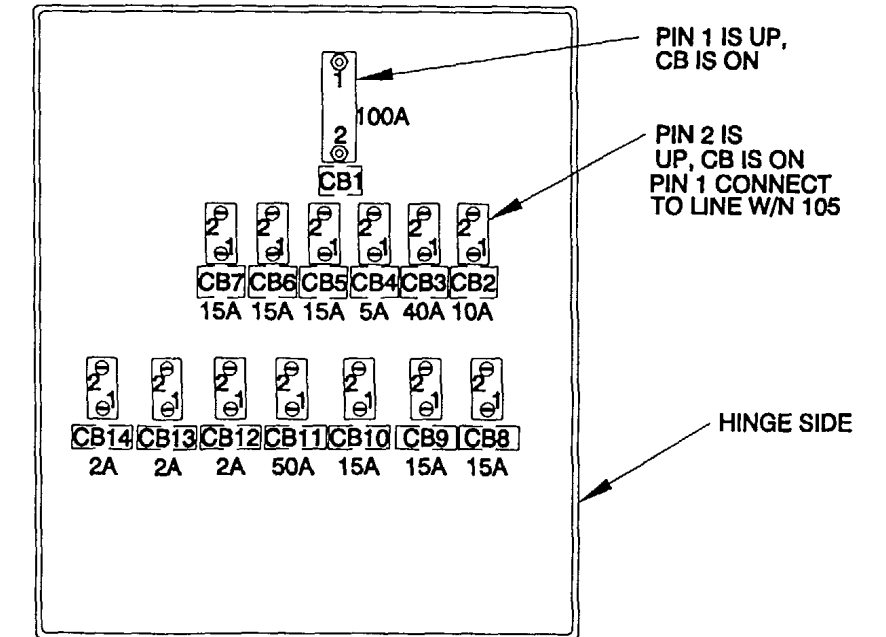 PIN 1 IS UP,
CB IS ON
1
100A
2
CB1
PIN 2 IS
UP, CB IS ON
PIN 1 CONNECT
TO LINE W/N 105
2 2 2 2 2 2
1 1 1 1 1 1
CB7 CB6 CB5 CB4 CB3 CB2
15A 15A 15A 5A 40A 10A
2 2 2 2 2 2 2
1 1 1 1 1 1 1
CB14 CB13 CB12 CB11 CB10 CB9 CB8
2A 2A 2A 50A 15A 15A 15A
HINGE SIDE